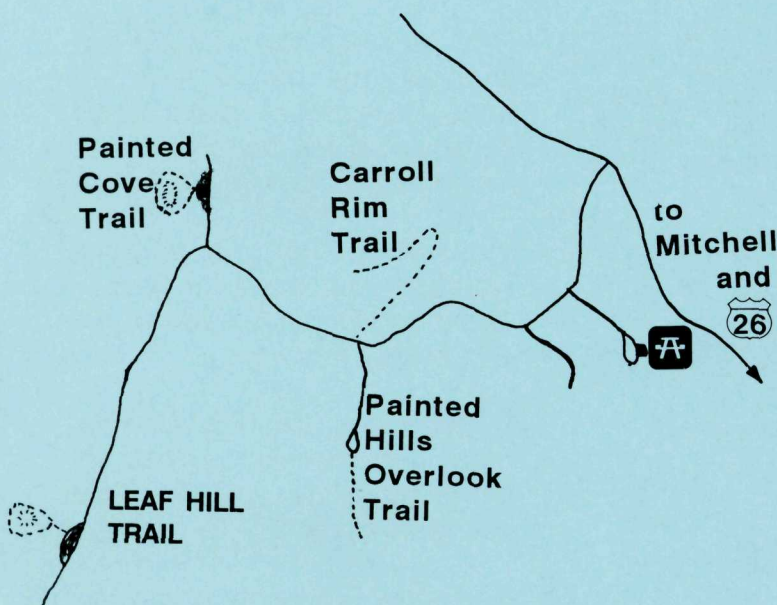 Painted
Cove
Trail
Carroll
Rim
Trail
to
Mitchell
and
26
Painted
Hills
Overlook
Trail
LEAF HILL
TRAIL